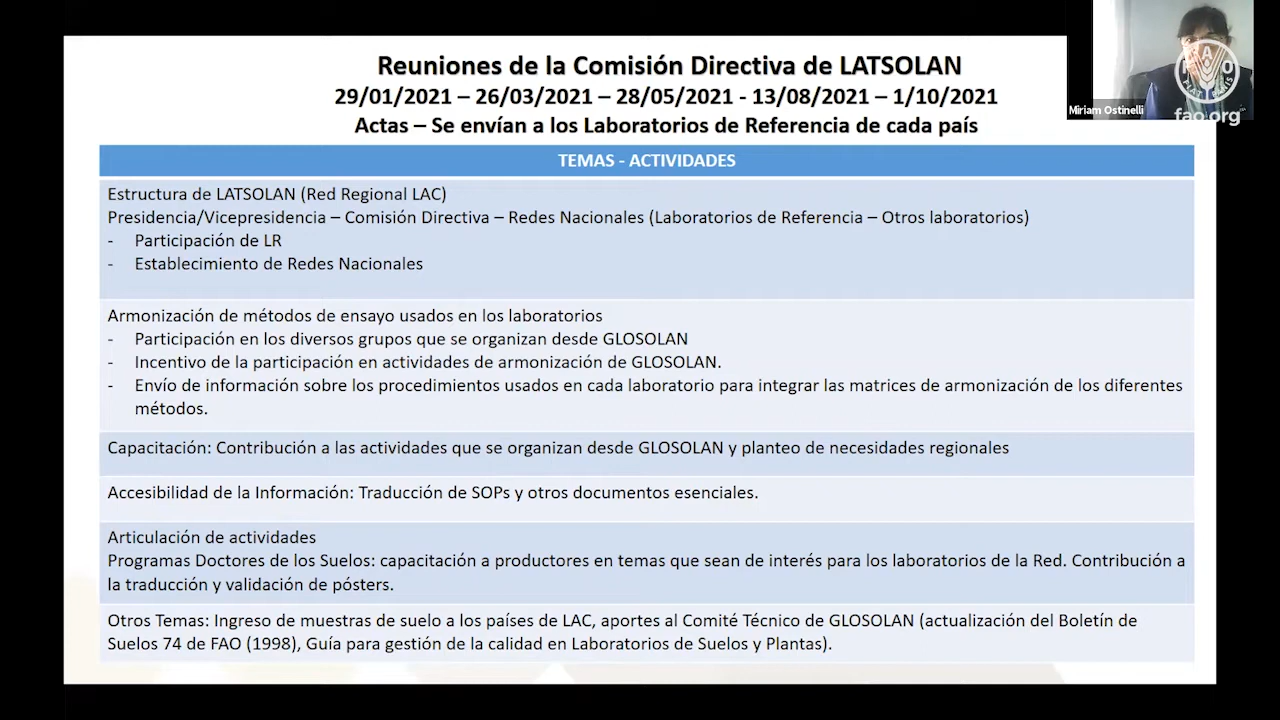 Reuniones de la Comisión Directiva de LATSOLAN
29/01/2021 – 26/03/2021 – 28/05/2021 - 13/08/2021 – 1/10/2021
Actas – Se envían a los Laboratorios de Referencia de cada país
Miriam Ostinelli
FAO
FIAT PANIS
fao.org
TEMAS - ACTIVIDADES
Estructura de LATSOLAN (Red Regional LAC)
Presidencia/Vicepresidencia – Comisión Directiva – Redes Nacionales (Laboratorios de Referencia – Otros laboratorios)
- Participación de LR
- Establecimiento de Redes Nacionales
Armonización de métodos de ensayo usados en los laboratorios
- Participación en los diversos grupos que se organizan desde GLOSOLAN
- Incentivo de la participación en actividades de armonización de GLOSOLAN.
- Envío de información sobre los procedimientos usados en cada laboratorio para integrar las matrices de armonización de los diferentes
métodos.
Capacitación: Contribución a las actividades que se organizan desde GLOSOLAN y planteo de necesidades regionales
Accesibilidad de la Información: Traducción de SOPs y otros documentos esenciales.
Articulación de actividades
Programas Doctores de los Suelos: capacitación a productores en temas que sean de interés para los laboratorios de la Red. Contribución a
la traducción y validación de pósters.
Otros Temas: Ingreso de muestras de suelo a los países de LAC, aportes al Comité Técnico de GLOSOLAN (actualización del Boletín de
Suelos 74 de FAO (1998), Guía para gestión de la calidad en Laboratorios de Suelos y Plantas).